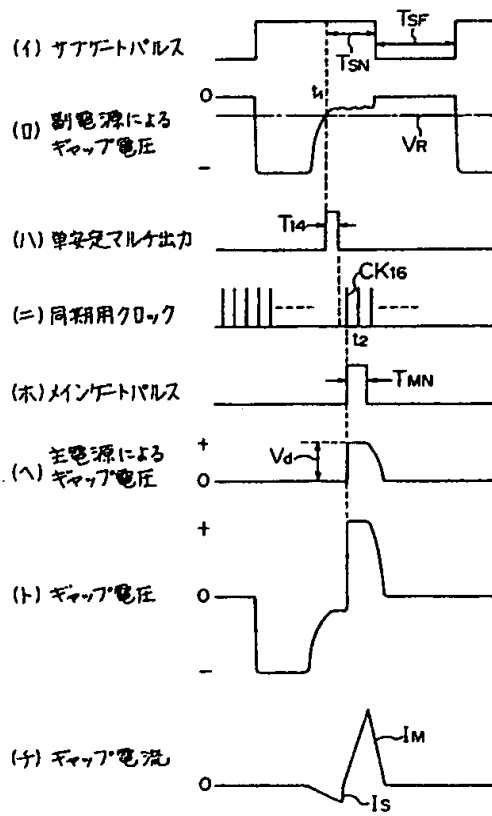 (イ) サブゲートパルス
TSF
TSN
t1
0
(ロ) 副電源による
ギャップ電圧
VR
−
T14
(ハ) 単安定マルチ出力
CK16
(ニ) 同期用クロック
t2
(ホ) メインゲートパルス
TMN
+
(ヘ) 主電源による
ギャップ電圧
Vd
0
+
(ト) ギャップ電圧
0
−
(チ) ギャップ電流
IM
0
IS